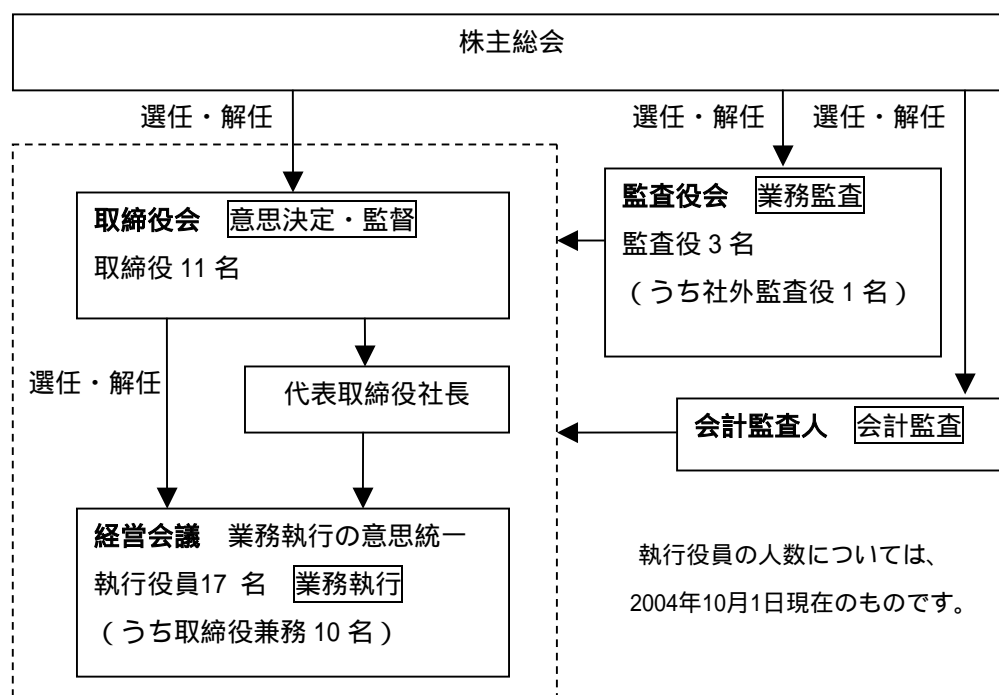 株主総会
選任・解任
選任・解任
選任・解任
取締役会 意思決定・監督
取締役 11 名
監査役会 業務監査
監査役 3 名
(うち社外監査役 1 名)
選任・解任
代表取締役社長
会計監査人 会計監査
経営会議 業務執行の意思統一
執行役員17 名 業務執行
(うち取締役兼務 10 名)
執行役員の人数については、
2004年10月1日現在のものです。